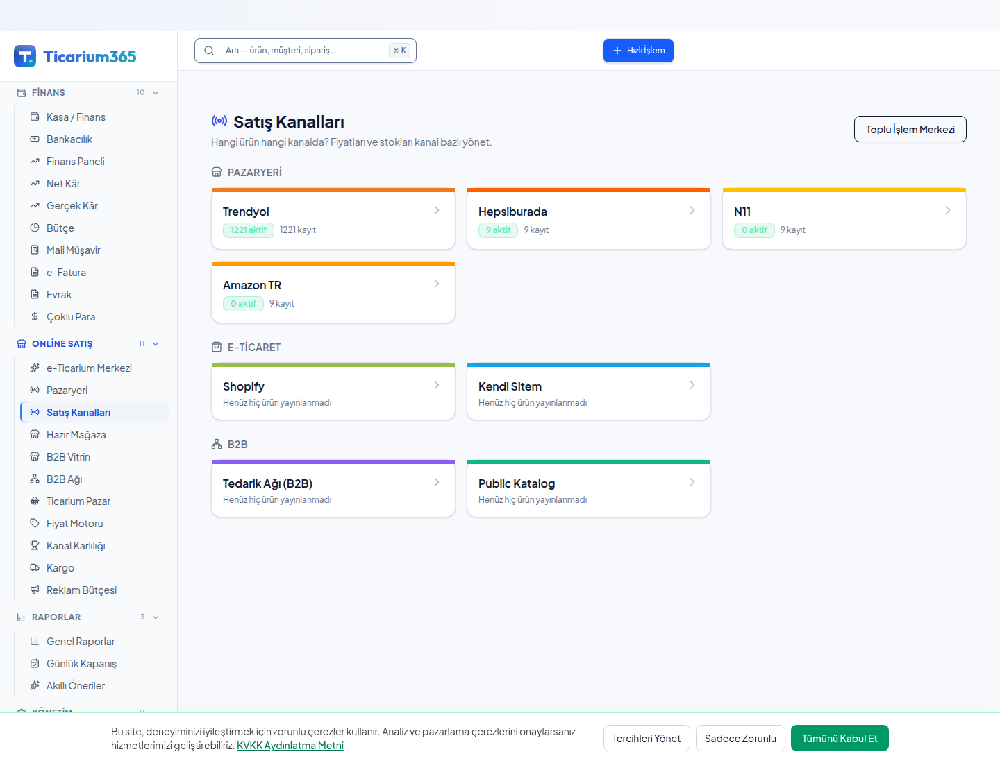 Ticarium365
Ara — ürün, müşteri, sipariş...
⌘ K
Hızlı İşlem
FİNANS 10
Kasa / Finans
Bankacılık
Finans Paneli
Net Kâr
Gerçek Kâr
Bütçe
Mali Müşavir
e-Fatura
Evrak
Çoklu Para
ONLİNE SATIŞ 11
e-Ticarium Merkezi
Pazaryeri
Satış Kanalları
Hazır Mağaza
B2B Vitrin
B2B Ağı
Ticarium Pazar
Fiyat Motoru
Kanal Karlılığı
Kargo
Reklam Bütçesi
RAPORLAR 3
Genel Raporlar
Günlük Kapanış
Akıllı Öneriler
YÖNETİM 11
Satış Kanalları
Hangi ürün hangi kanalda? Fiyatları ve stokları kanal bazlı yönet.
Toplu İşlem Merkezi
PAZARYERİ
Trendyol
1221 aktif 1221 kayıt
Hepsiburada
9 aktif 9 kayıt
N11
0 aktif 9 kayıt
Amazon TR
0 aktif 9 kayıt
E-TİCARET
Shopify
Henüz hiç ürün yayınlanmadı
Kendi Sitem
Henüz hiç ürün yayınlanmadı
B2B
Tedarik Ağı (B2B)
Henüz hiç ürün yayınlanmadı
Public Katalog
Henüz hiç ürün yayınlanmadı
Bu site, deneyiminizi iyileştirmek için zorunlu çerezler kullanır. Analiz ve pazarlama çerezlerini onaylarsanız
hizmetlerimizi geliştirebiliriz. KVKK Aydınlatma Metni
Tercihleri Yönet
Sadece Zorunlu
Tümünü Kabul Et